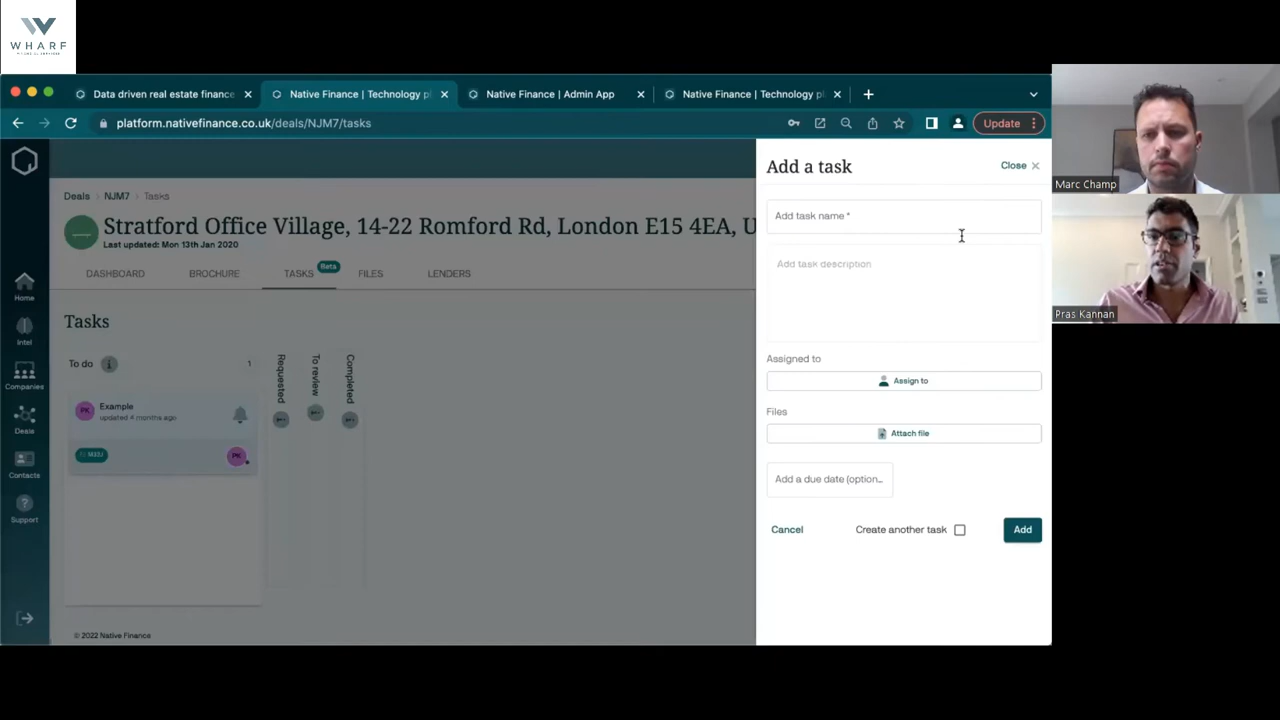 WHARF
Data driven real estate finance
Native Finance | Technology pl
Native Finance | Admin App
Native Finance | Technology pl
platform.nativefinance.co.uk/deals/NJM7/tasks
Update
Add a task
Close
Marc Champ
Deals > NJM7 > Tasks
Stratford Office Village, 14-22 Romford Rd, London E15 4EA, U
Last updated: Mon 13th Jan 2020
Add task name *
DASHBOARD
BROCHURE
TASKS
Beta
FILES
LENDERS
Add task description
Home
Intel
Companies
Deals
Contacts
Support
Pras Kannan
Tasks
To do
1
Requested
To review
Completed
Example
updated 4 months ago
PK
PK
Assigned to
Assign to
Files
Attach file
Add a due date (option...
Cancel
Create another task
Add
© 2022 Native Finance